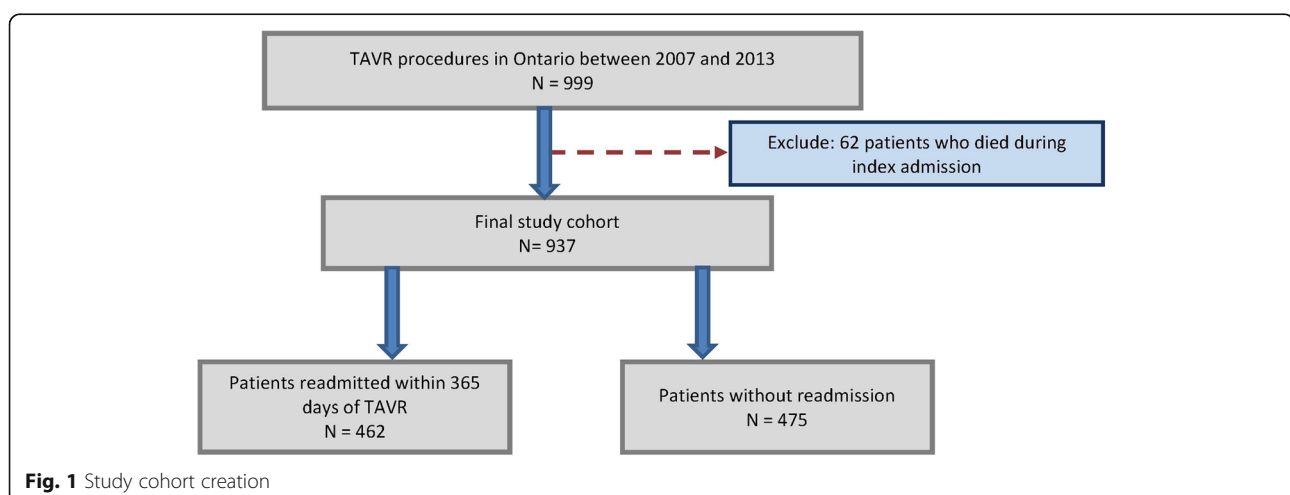 TAVR procedures in Ontario between 2007 and 2013
N = 999
Exclude: 62 patients who died during
index admission
Final study cohort
N= 937
Patients readmitted within 365
days of TAVR
N = 462
Patients without readmission
N = 475
Fig. 1 Study cohort creation